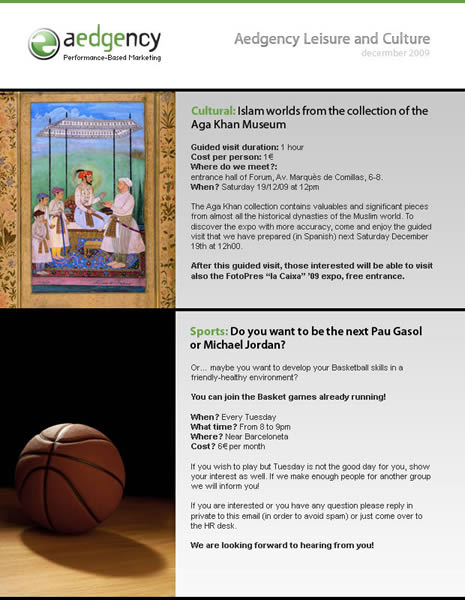 aedgency
Performance-Based Marketing
Aedgency Leisure and Culture
december 2009
Cultural: Islam worlds from the collection of the
Aga Khan Museum
Guided visit duration: 1 hour
Cost per person: 1€
Where do we meet?:
entrance hall of Forum, Av. Marquès de Comillas, 6-8.
When? Saturday 19/12/09 at 12pm
The Aga Khan collection contains valuables and significant pieces
from almost all the historical dynasties of the Muslim world. To
discover the expo with more accuracy, come and enjoy the guided
visit that we have prepared (in Spanish) next Saturday December
19th at 12h00.
After this guided visit, those interested will be able to visit
also the FotoPres "la Caixa" '09 expo, free entrance.
Sports: Do you want to be the next Pau Gasol
or Michael Jordan?
Or... maybe you want to develop your Basketball skills in a
friendly-healthy environment?
You can join the Basket games already running!
When? Every Tuesday
What time? From 8 to 9pm
Where? Near Barceloneta
Cost? 6€ per month
If you wish to play but Tuesday is not the good day for you, show
your interest as well. If we make enough people for another group
we will inform you!
If you are interested or you have any question please reply in
private to this email (in order to avoid spam) or just come over to
the HR desk.
We are looking forward to hearing from you!